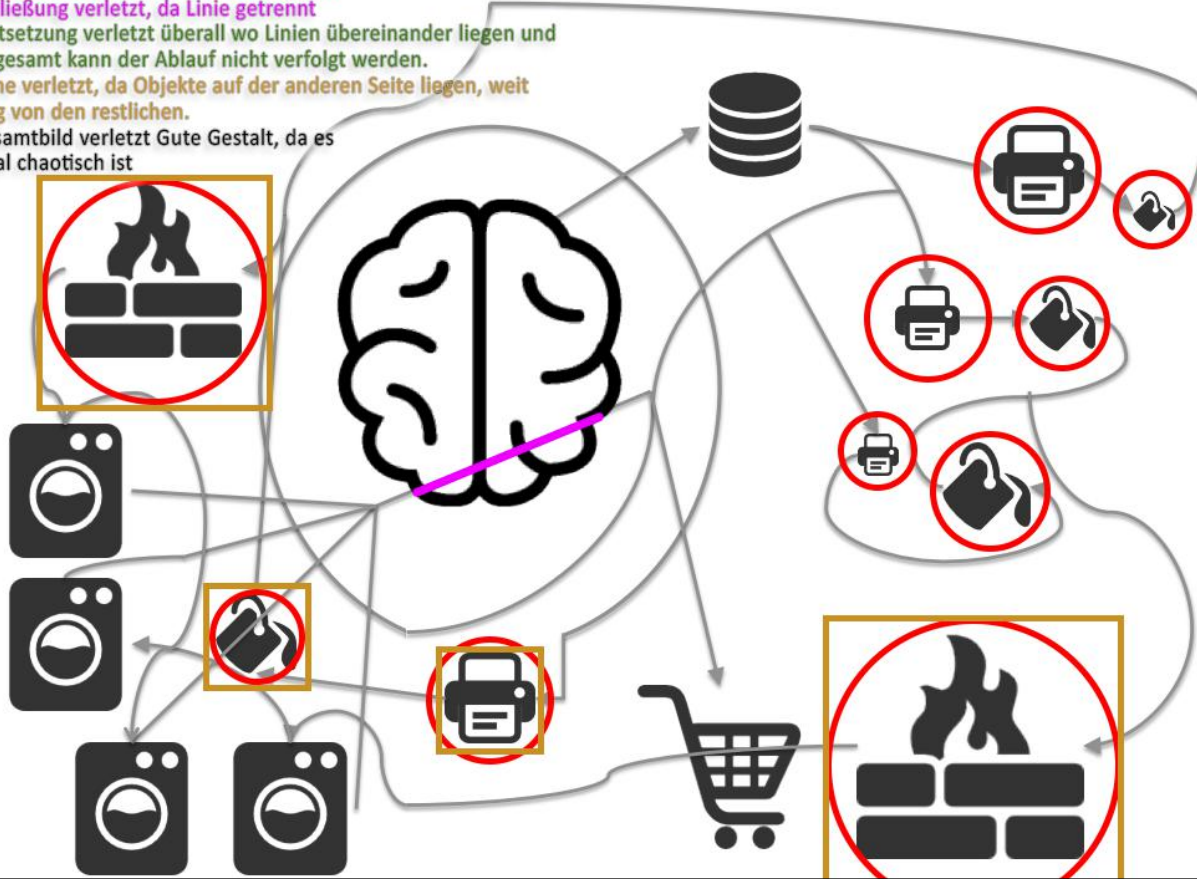 ließung verletzt, da Linie getrennt
tsetzung verletzt überall wo Linien übereinander liegen und
gesamt kann der Ablauf nicht verfolgt werden.
he verletzt, da Objekte auf der anderen Seite liegen, weit
g von den restlichen.
samtbild verletzt Gute Gestalt, da es
al chaotisch ist